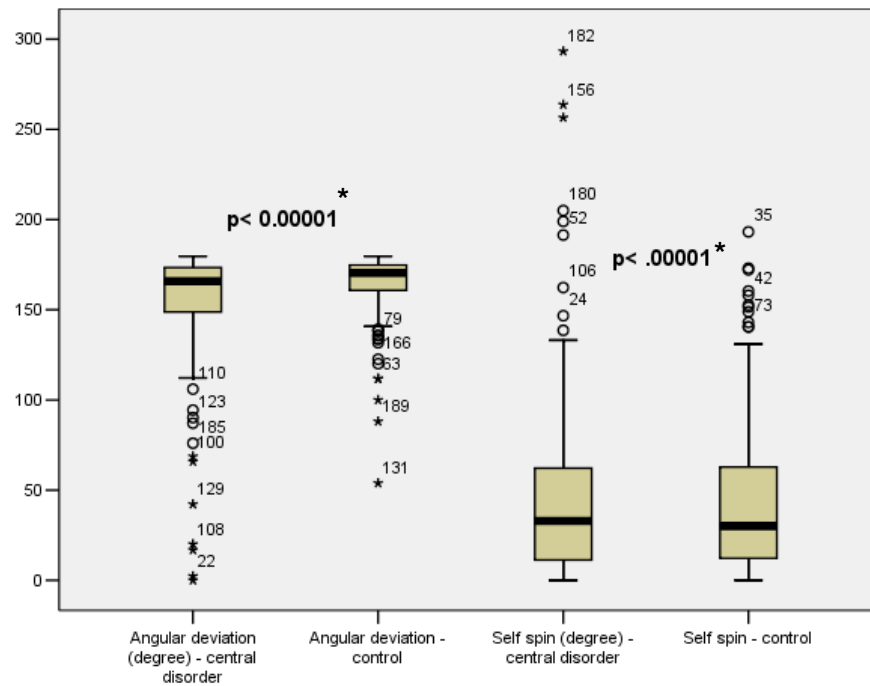 300
250
200
150
100
50
0
182
156
180
52
106
24
35
42
73
p< 0.00001 *
p< .00001 *
110
123
185
100
129
108
22
79
166
63
189
131
Angular deviation
(degree) - central
disorder
Angular deviation -
control
Self spin (degree) -
central disorder
Self spin - control